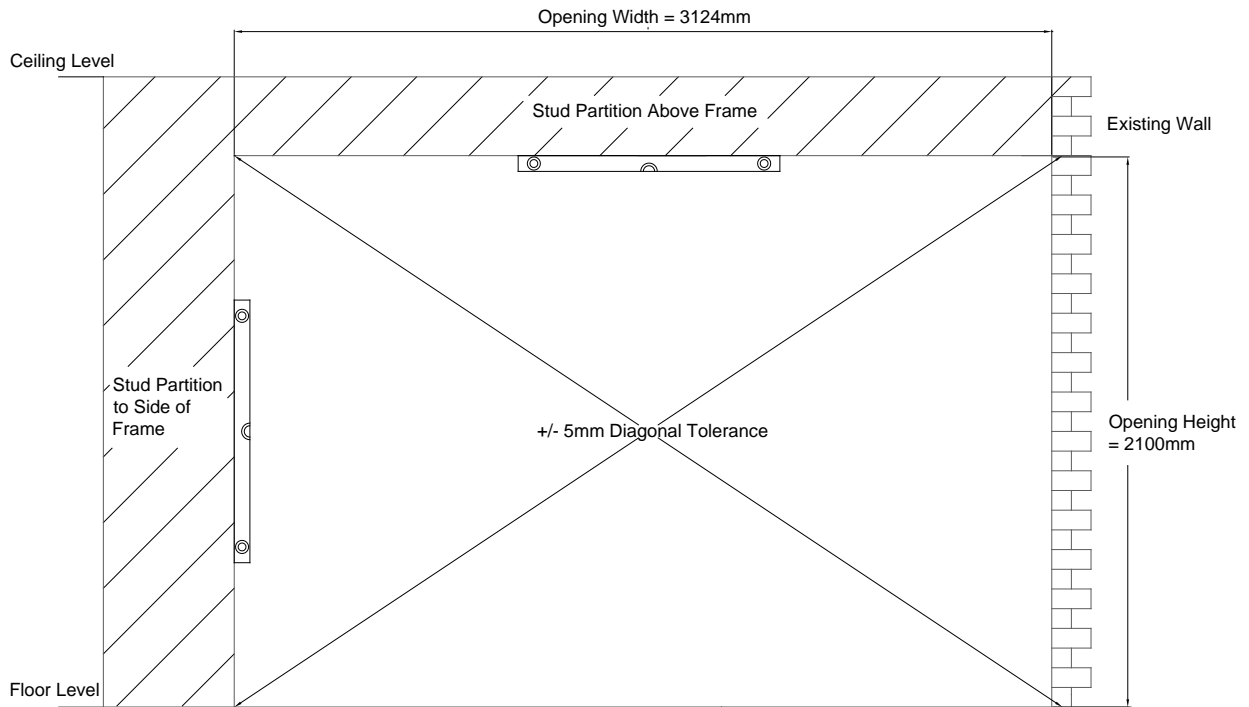 Opening Width = 3124mm
Ceiling Level
Stud Partition Above Frame
Existing Wall
Stud Partition
to Side of
Frame
+/- 5mm Diagonal Tolerance
Opening Height
= 2100mm
Floor Level